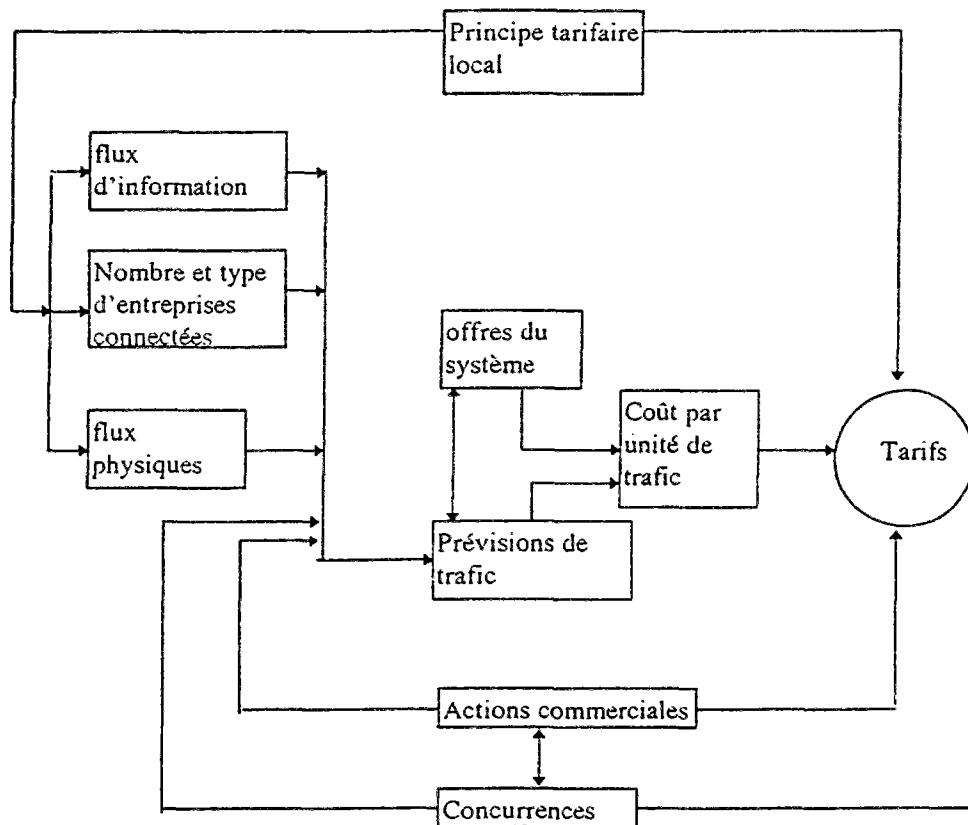 Principe tarifaire
local
flux
d'information
Nombre et type
d'entreprises
connectées
offres du
système
flux
physiques
Coût par
unité de
trafic
Tarifs
Prévisions de
trafic
Actions commerciales
Concurrences